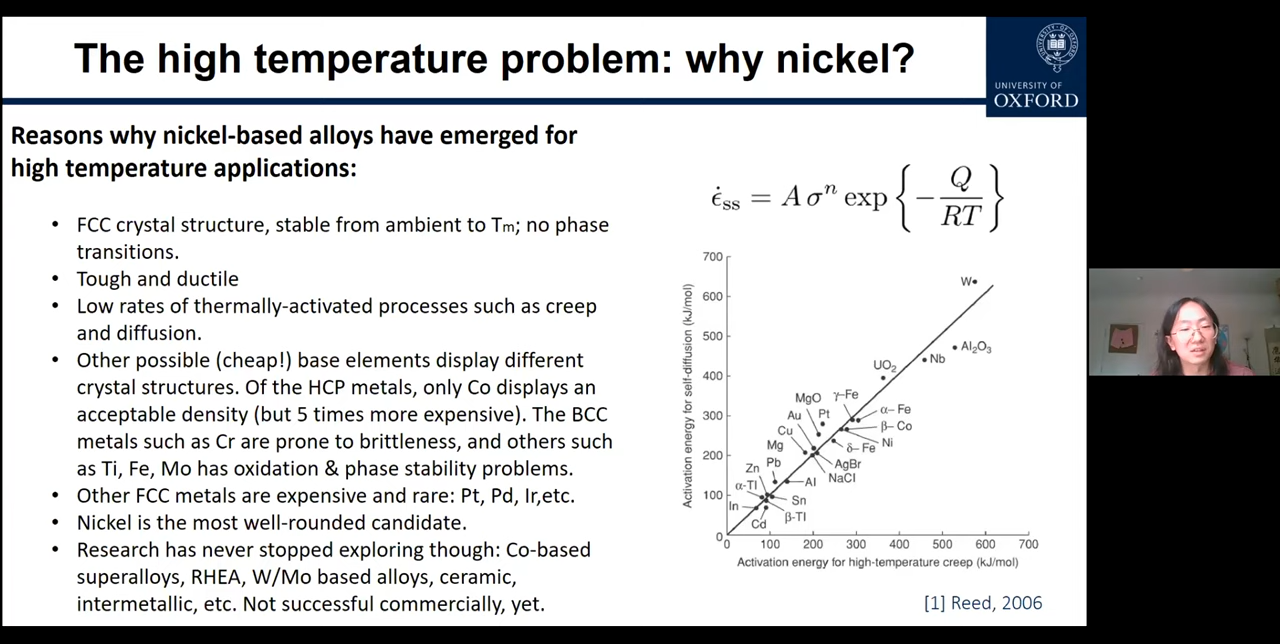 The high temperature problem: why nickel?
UNIVERSITY OF
OXFORD
Reasons why nickel-based alloys have emerged for
high temperature applications:
• FCC crystal structure, stable from ambient to Tm; no phase
transitions.
• Tough and ductile
• Low rates of thermally-activated processes such as creep
and diffusion.
• Other possible (cheap!) base elements display different
crystal structures. Of the HCP metals, only Co displays an
acceptable density (but 5 times more expensive). The BCC
metals such as Cr are prone to brittleness, and others such
as Ti, Fe, Mo has oxidation & phase stability problems.
• Other FCC metals are expensive and rare: Pt, Pd, Ir,etc.
• Nickel is the most well-rounded candidate.
• Research has never stopped exploring though: Co-based
superalloys, RHEA, W/Mo based alloys, ceramic,
intermetallic, etc. Not successful commercially, yet.
ε̇ss = A σⁿ exp { − Q / RT }
Activation energy for self-diffusion (kJ/mol)
700
600
500
400
300
200
100
0
W
Al₂O₃
Nb
UO₂
MgO
γ–Fe
Au
Pt
α–Fe
Cu
β–Co
Mg
Ni
δ–Fe
Zn
Pb
AgBr
NaCl
α–Tl
Al
In
Sn
Cd
β–Tl
0 100 200 300 400 500 600 700
Activation energy for high-temperature creep (kJ/mol)
[1] Reed, 2006